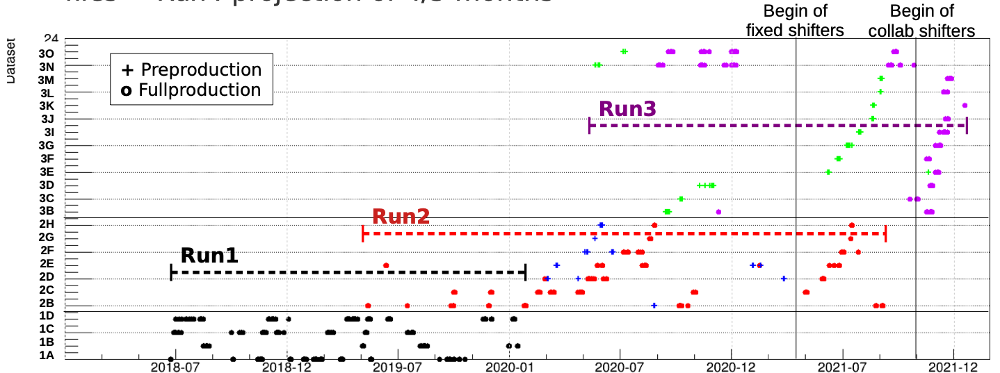 Begin of
fixed shifters
Begin of
collab shifters
Dataset
24
3O
3N
3M
3L
3K
3J
3I
3G
3F
3E
3D
3C
3B
2H
2G
2F
2E
2D
2C
2B
1D
1C
1B
1A
+ Preproduction
o Fullproduction
Run3
Run2
Run1
2018-07
2018-12
2019-07
2020-01
2020-07
2020-12
2021-07
2021-12